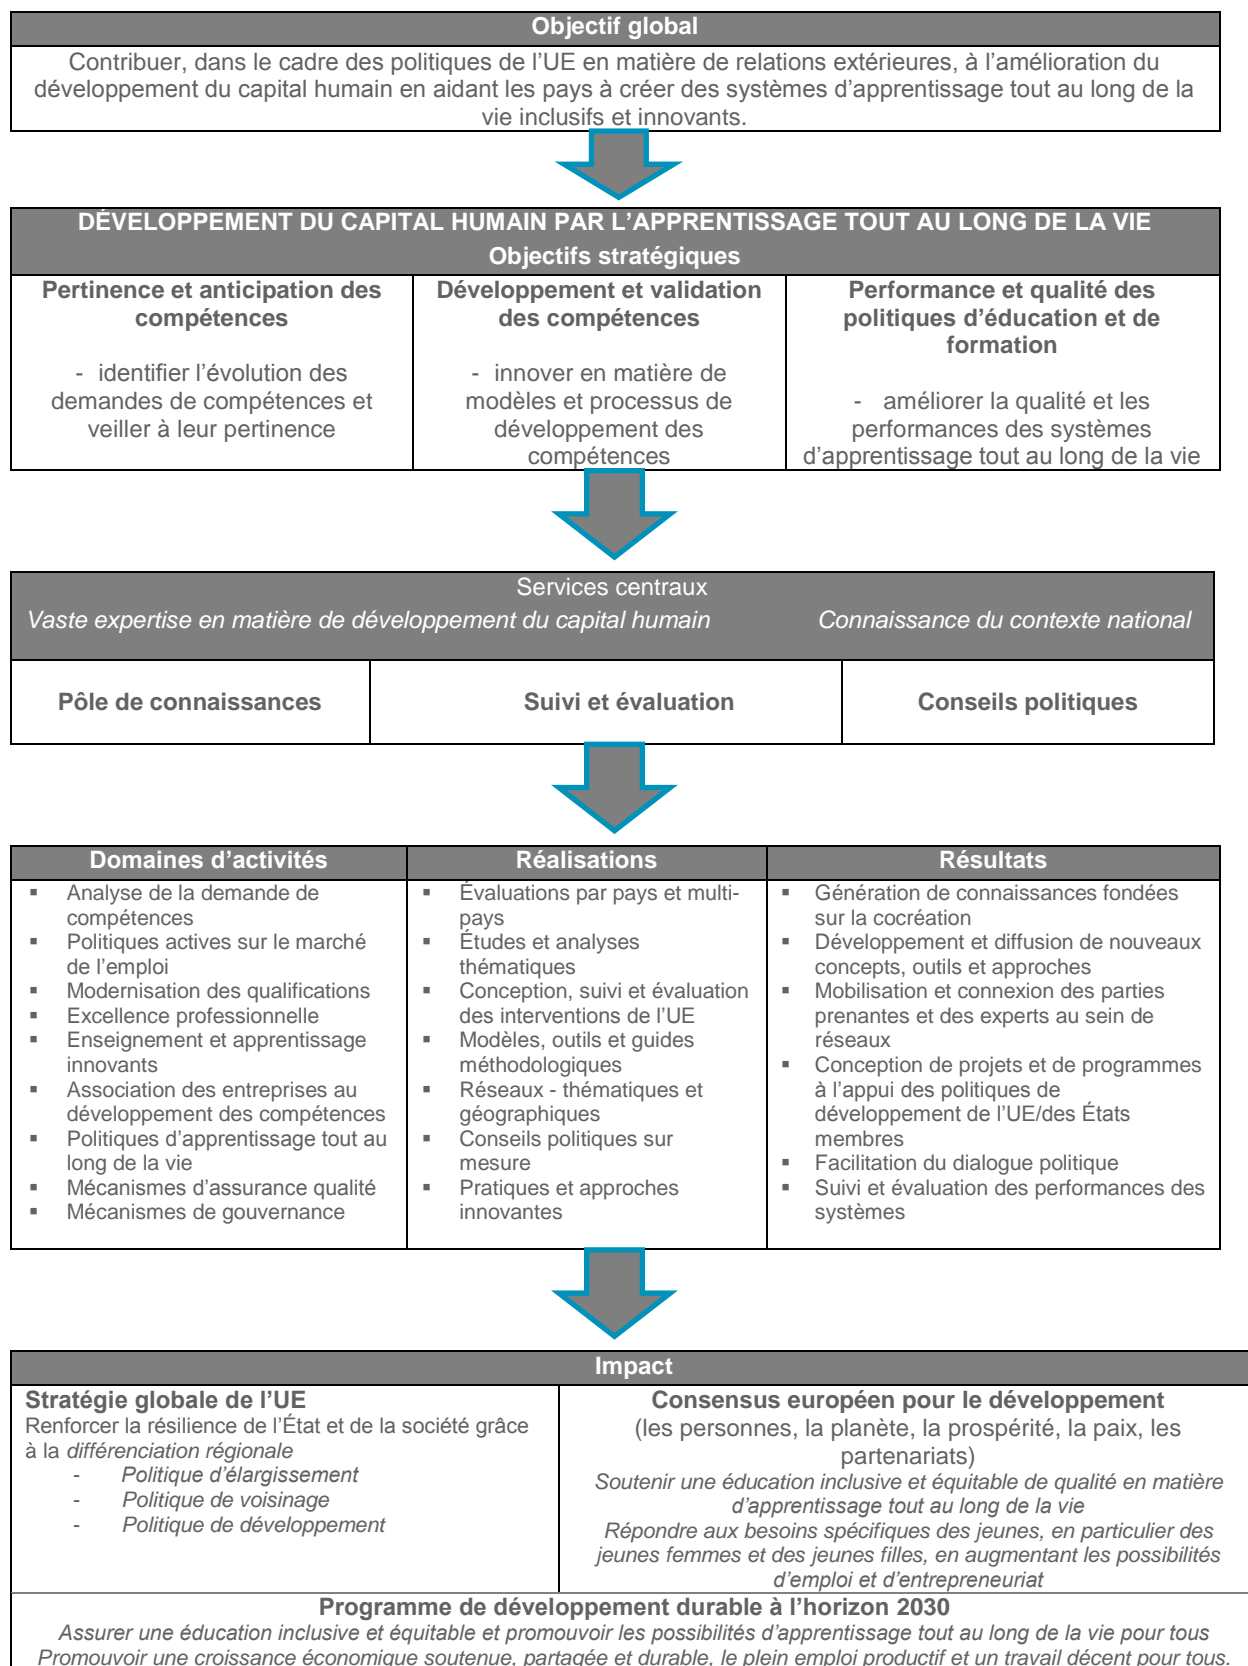 Objectif global
Contribuer, dans le cadre des politiques de l’UE en matière de relations extérieures, à l’amélioration du
développement du capital humain en aidant les pays à créer des systèmes d’apprentissage tout au long de la
vie inclusifs et innovants.
DÉVELOPPEMENT DU CAPITAL HUMAIN PAR L’APPRENTISSAGE TOUT AU LONG DE LA VIE
Objectifs stratégiques
Pertinence et anticipation des
compétences
- identifier l’évolution des
demandes de compétences et
veiller à leur pertinence
Développement et validation
des compétences
- innover en matière de
modèles et processus de
développement des
compétences
Performance et qualité des
politiques d’éducation et de
formation
- améliorer la qualité et les
performances des systèmes
d’apprentissage tout au long de la vie
Services centraux
Vaste expertise en matière de développement du capital humain Connaissance du contexte national
Pôle de connaissances
Suivi et évaluation
Conseils politiques
Domaines d’activités
▪ Analyse de la demande de
compétences
▪ Politiques actives sur le marché
de l’emploi
▪ Modernisation des qualifications
▪ Excellence professionnelle
▪ Enseignement et apprentissage
innovants
▪ Association des entreprises au
développement des compétences
▪ Politiques d’apprentissage tout au
long de la vie
▪ Mécanismes d’assurance qualité
▪ Mécanismes de gouvernance
Réalisations
▪ Évaluations par pays et multi-
pays
▪ Études et analyses
thématiques
▪ Conception, suivi et évaluation
des interventions de l’UE
▪ Modèles, outils et guides
méthodologiques
▪ Réseaux - thématiques et
géographiques
▪ Conseils politiques sur
mesure
▪ Pratiques et approches
innovantes
Résultats
▪ Génération de connaissances fondées
sur la cocréation
▪ Développement et diffusion de nouveaux
concepts, outils et approches
▪ Mobilisation et connexion des parties
prenantes et des experts au sein de
réseaux
▪ Conception de projets et de programmes
à l’appui des politiques de
développement de l’UE/des États
membres
▪ Facilitation du dialogue politique
▪ Suivi et évaluation des performances des
systèmes
Impact
Stratégie globale de l’UE
Renforcer la résilience de l’État et de la société grâce
à la différenciation régionale
- Politique d’élargissement
- Politique de voisinage
- Politique de développement
Consensus européen pour le développement
(les personnes, la planète, la prospérité, la paix, les
partenariats)
Soutenir une éducation inclusive et équitable de qualité en matière
d’apprentissage tout au long de la vie
Répondre aux besoins spécifiques des jeunes, en particulier des
jeunes femmes et des jeunes filles, en augmentant les possibilités
d’emploi et d’entrepreneuriat
Programme de développement durable à l’horizon 2030
Assurer une éducation inclusive et équitable et promouvoir les possibilités d’apprentissage tout au long de la vie pour tous
Promouvoir une croissance économique soutenue, partagée et durable, le plein emploi productif et un travail décent pour tous.